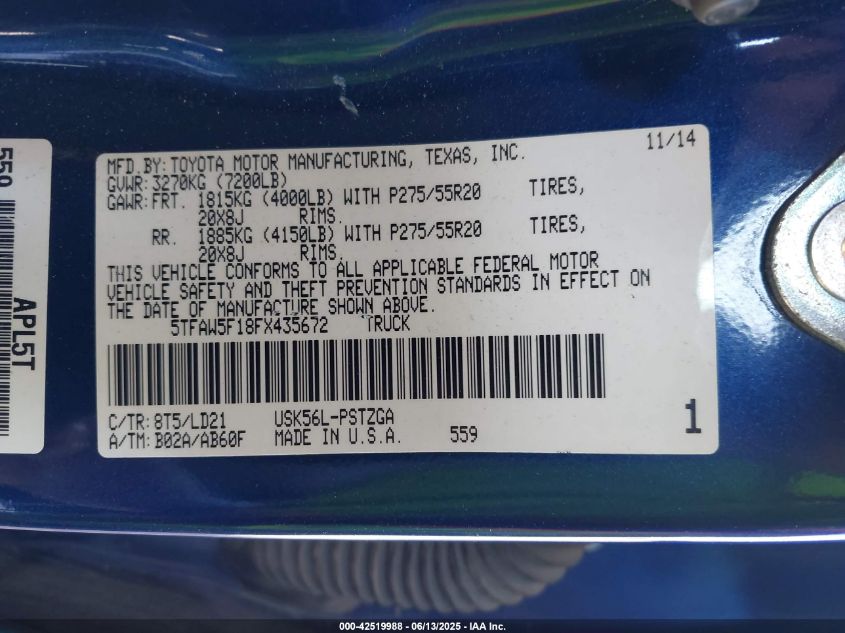 MFD.BY:TOYOTA MOTOR MANUFACTURING, TEXAS, INC. 11/14
GVWR:3270KG (7200LB)
GAWR:FRT. 1815KG (4000LB) WITH P275/55R20 TIRES,
20X8J RIMS.
RR. 1885KG (4150LB) WITH P275/55R20 TIRES,
20X8J RIMS.
THIS VEHICLE CONFORMS TO ALL APPLICABLE FEDERAL MOTOR
VEHICLE SAFETY AND THEFT PREVENTION STANDARDS IN EFFECT ON
THE DATE OF MANUFACTURE SHOWN ABOVE.
5TFAW5F18FX435672 TRUCK
C/TR:8T5/LD21 USK56L-PSTZGA
A/TM:B02A/AB60F MADE IN U.S.A. 559
1
559
APL5T
000-42519988 - 06/13/2025 - IAA Inc.